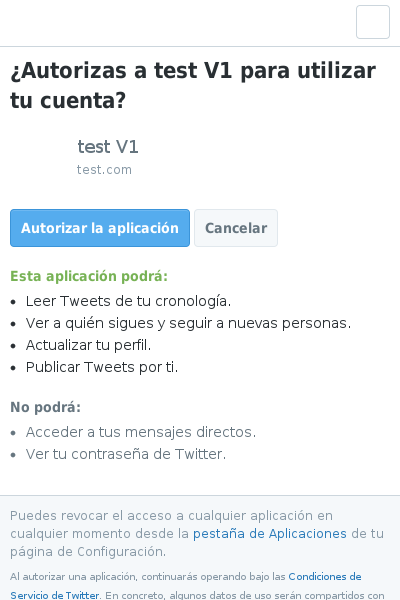 ¿Autorizas a test V1 para utilizar
tu cuenta?
test V1
test.com
Autorizar la aplicación
Cancelar
Esta aplicación podrá:
• Leer Tweets de tu cronología.
• Ver a quién sigues y seguir a nuevas personas.
• Actualizar tu perfil.
• Publicar Tweets por ti.
No podrá:
• Acceder a tus mensajes directos.
• Ver tu contraseña de Twitter.
Puedes revocar el acceso a cualquier aplicación en
cualquier momento desde la pestaña de Aplicaciones de tu
página de Configuración.
Al autorizar una aplicación, continuarás operando bajo las Condiciones de
Servicio de Twitter. En concreto, algunos datos de uso serán compartidos con